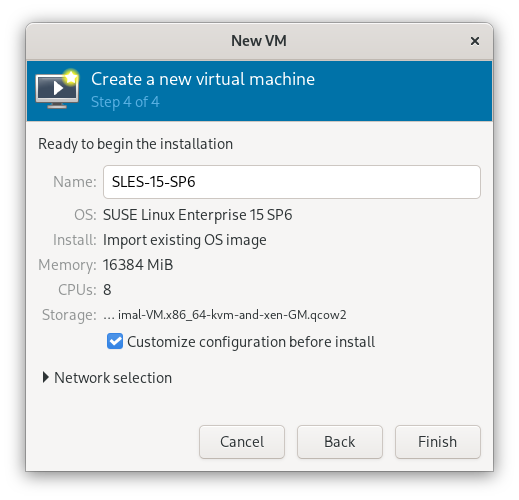 New VM
Create a new virtual machine
Step 4 of 4
Ready to begin the installation
Name: SLES-15-SP6
OS: SUSE Linux Enterprise 15 SP6
Install: Import existing OS image
Memory: 16384 MiB
CPUs: 8
Storage: ... imal-VM.x86_64-kvm-and-xen-GM.qcow2
Customize configuration before install
Network selection
Cancel Back Finish